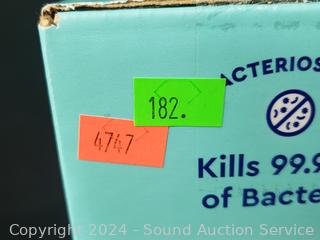 ACTERIOS
182.
4747
Kills 99.9
of Bacte
Copyright © 2024 - Sound Auction Service